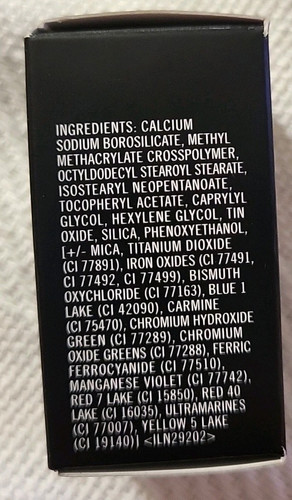 INGREDIENTS: CALCIUM
SODIUM BOROSILICATE, METHYL
METHACRYLATE CROSSPOLYMER,
OCTYLDODECYL STEAROYL STEARATE,
ISOSTEARYL NEOPENTANOATE,
TOCOPHERYL ACETATE, CAPRYLYL
GLYCOL, HEXYLENE GLYCOL, TIN
OXIDE, SILICA, PHENOXYETHANOL,
[+/- MICA, TITANIUM DIOXIDE
(CI 77891), IRON OXIDES (CI 77491,
CI 77492, CI 77499), BISMUTH
OXYCHLORIDE (CI 77163), BLUE 1
LAKE (CI 42090), CARMINE
(CI 75470), CHROMIUM HYDROXIDE
GREEN (CI 77289), CHROMIUM
OXIDE GREENS (CI 77288), FERRIC
FERROCYANIDE (CI 77510),
MANGANESE VIOLET (CI 77742),
RED 7 LAKE (CI 15850), RED 40
LAKE (CI 16035), ULTRAMARINES
(CI 77007), YELLOW 5 LAKE
(CI 19140)] <ILN29202>